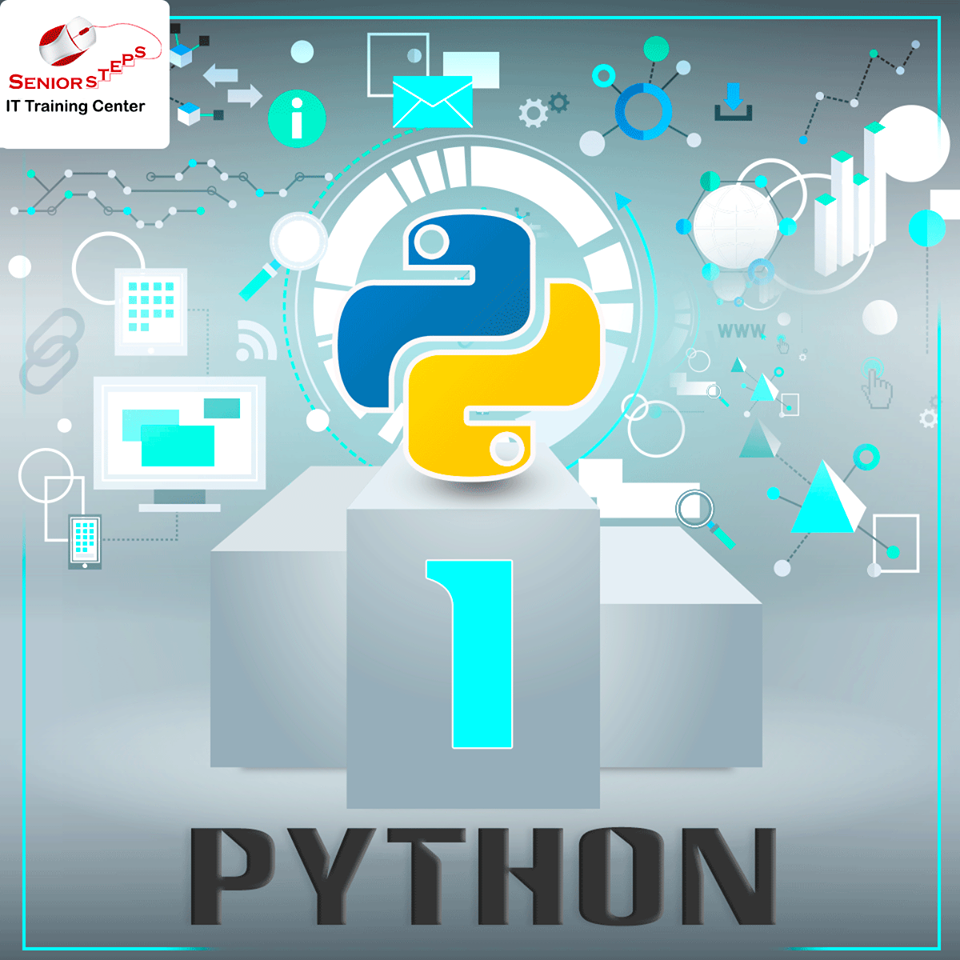 SENIOR STEPS
IT Training Center
i
WWW
1
PYTHON